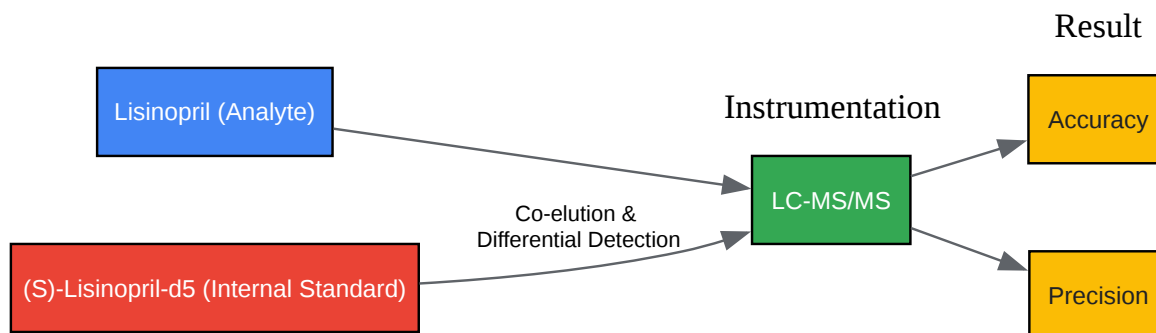 Result
Lisinopril (Analyte)
Instrumentation
Accuracy
LC-MS/MS
Co-elution &
Differential Detection
(S)-Lisinopril-d5 (Internal Standard)
Precision